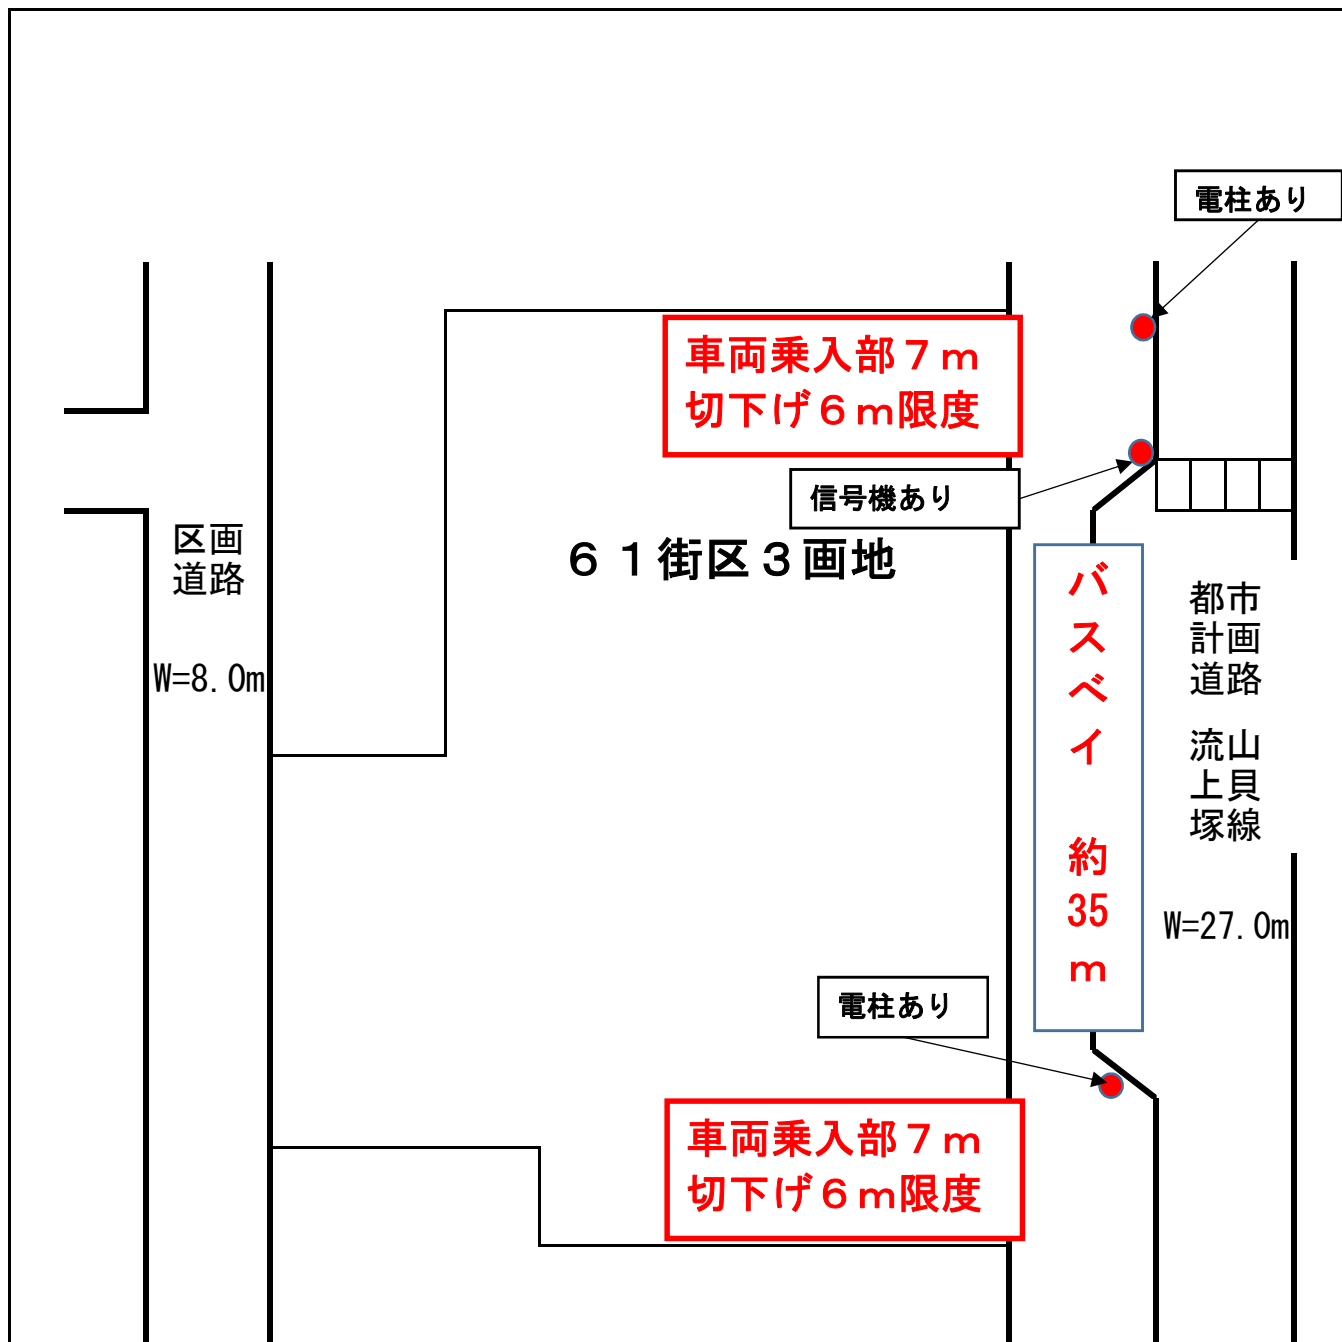 電柱あり
車両乗入部７ｍ
切下げ６ｍ限度
信号機あり
６１街区３画地
区画
道路
W=8.0m
バスベイ　約35ｍ
都市
計画
道路
流山
上貝
塚線
W=27.0m
電柱あり
車両乗入部７ｍ
切下げ６ｍ限度